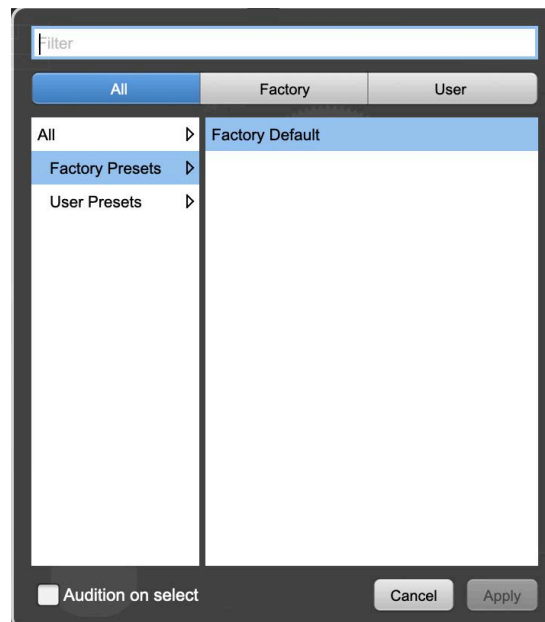 Filter
All Factory User
All Factory Default
Factory Presets
User Presets
Audition on select Cancel Apply